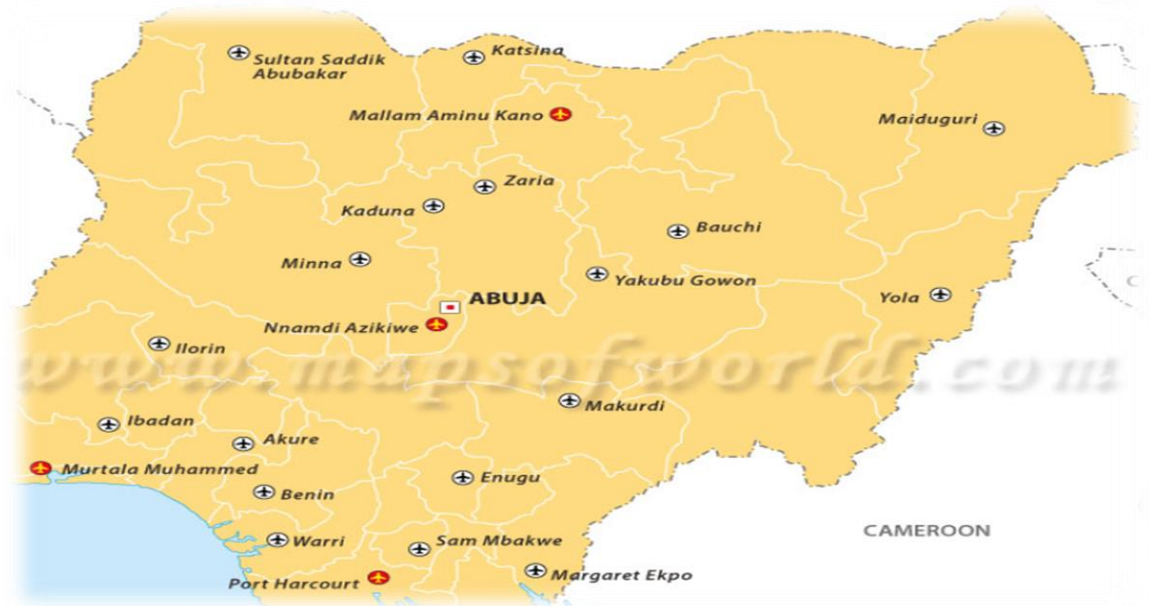 Sultan Saddik
Abubakar
Katsina
Mallam Aminu Kano
Maiduguri
Zaria
Kaduna
Bauchi
Minna
Yakubu Gowon
ABUJA
Yola
Nnamdi Azikiwe
Ilorin
www.mapsofworld.com
Makurdi
Ibadan
Akure
Murtala Muhammed
Enugu
Benin
CAMEROON
Warri
Sam Mbakwe
Port Harcourt
Margaret Ekpo